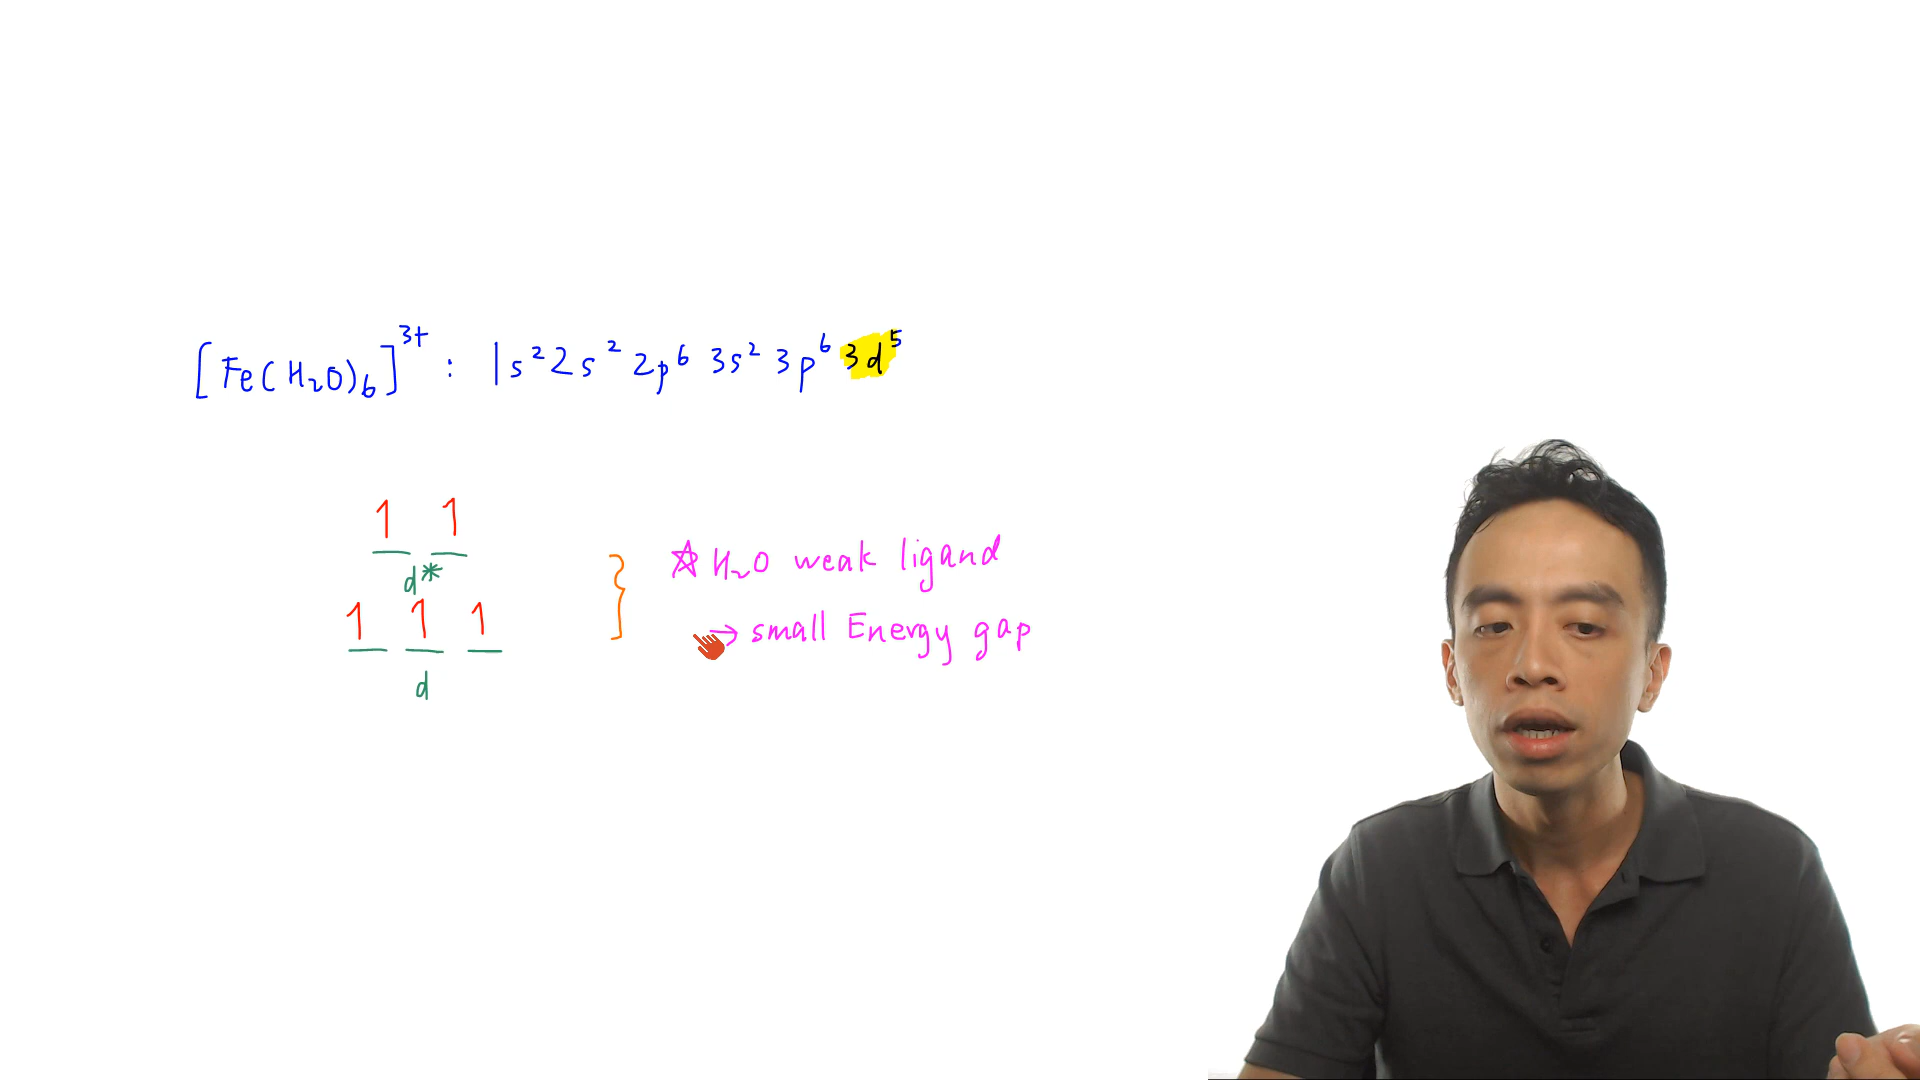 [Fe(H₂O)₆]³⁺ : 1s² 2s² 2p⁶ 3s² 3p⁶ 3d⁵
1 1
d*
1 1 1
d
☆ H₂O weak ligand
→ small Energy gap